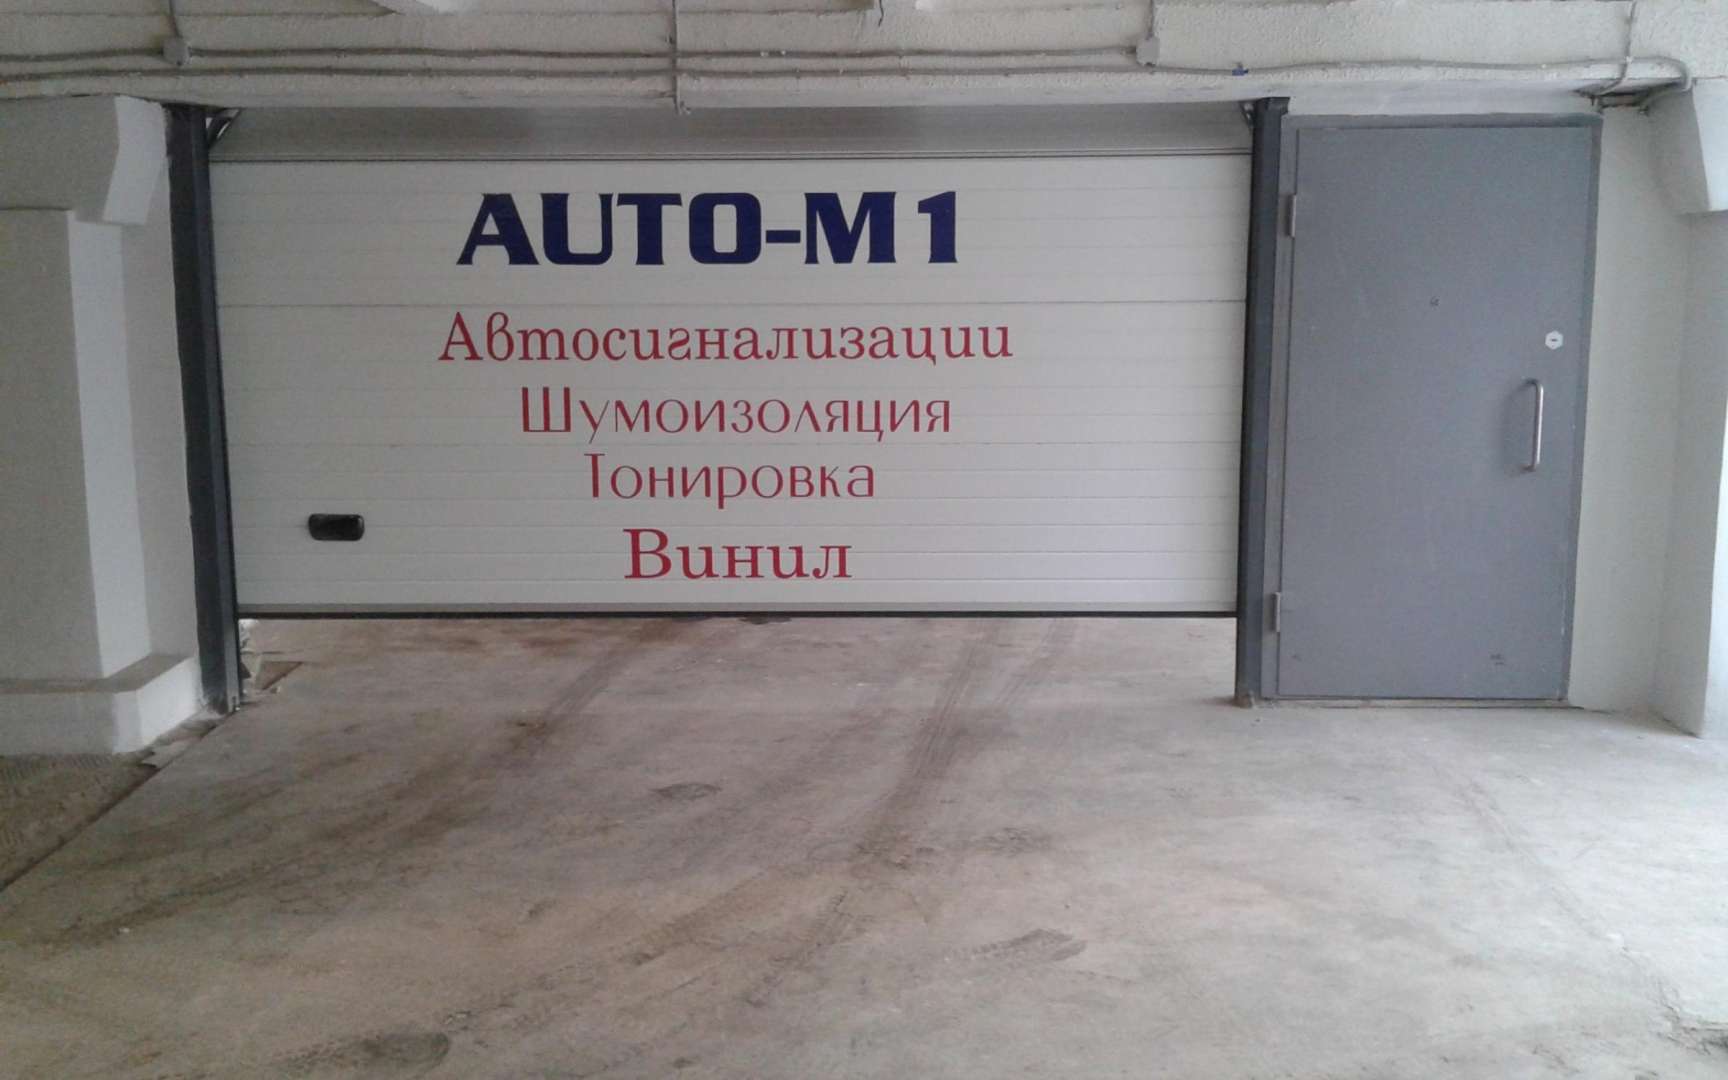 AUTO-M1
Автосигнализации
Шумоизоляция
Тонировка
Винил